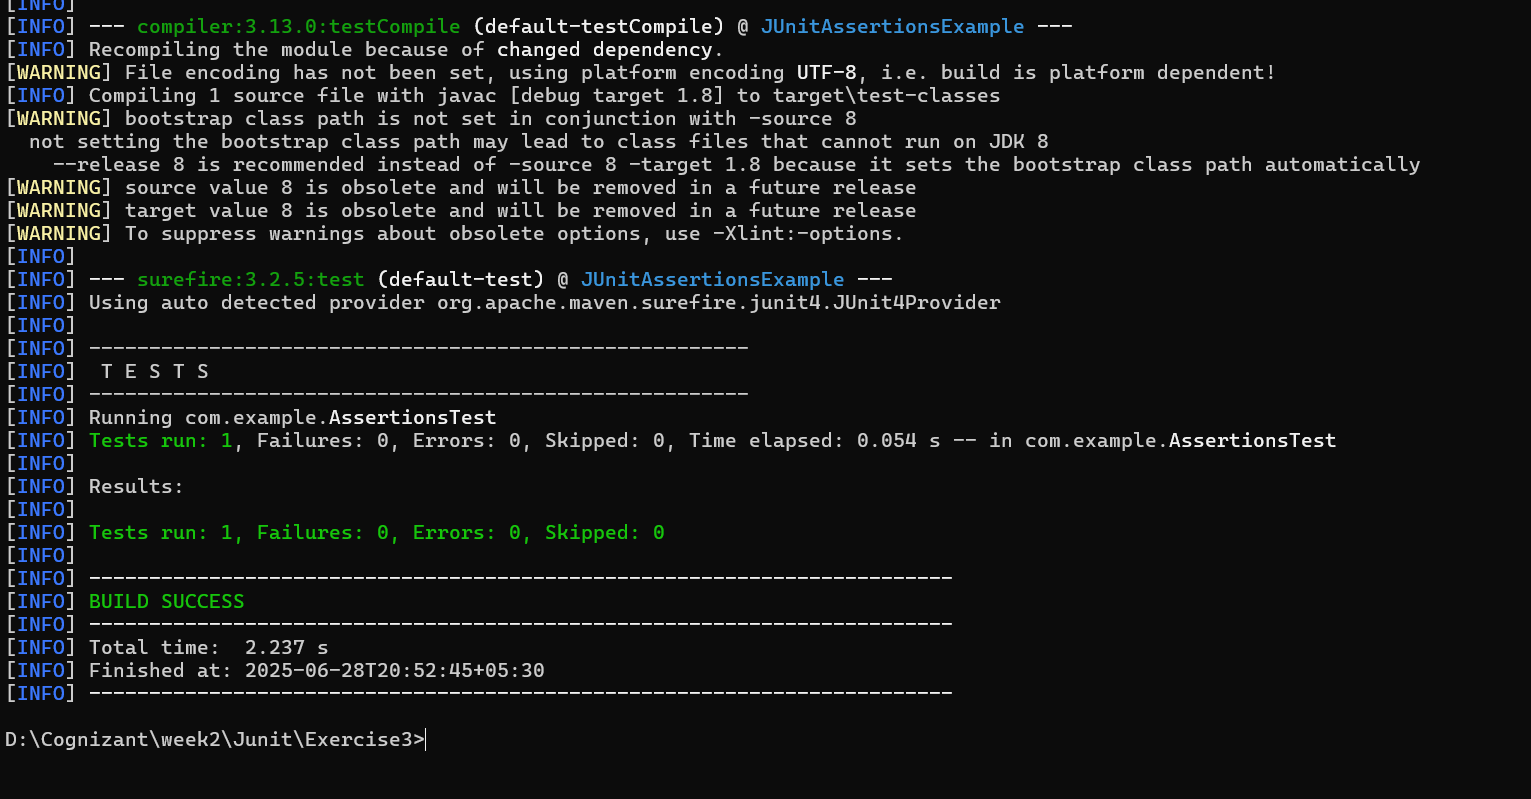 [INFO]
[INFO] --- compiler:3.13.0:testCompile (default-testCompile) @ JUnitAssertionsExample ---
[INFO] Recompiling the module because of changed dependency.
[WARNING] File encoding has not been set, using platform encoding UTF-8, i.e. build is platform dependent!
[INFO] Compiling 1 source file with javac [debug target 1.8] to target\test-classes
[WARNING] bootstrap class path is not set in conjunction with -source 8
  not setting the bootstrap class path may lead to class files that cannot run on JDK 8
    --release 8 is recommended instead of -source 8 -target 1.8 because it sets the bootstrap class path automatically
[WARNING] source value 8 is obsolete and will be removed in a future release
[WARNING] target value 8 is obsolete and will be removed in a future release
[WARNING] To suppress warnings about obsolete options, use -Xlint:-options.
[INFO]
[INFO] --- surefire:3.2.5:test (default-test) @ JUnitAssertionsExample ---
[INFO] Using auto detected provider org.apache.maven.surefire.junit4.JUnit4Provider
[INFO]
[INFO] -------------------------------------------------------
[INFO]  T E S T S
[INFO] -------------------------------------------------------
[INFO] Running com.example.AssertionsTest
[INFO] Tests run: 1, Failures: 0, Errors: 0, Skipped: 0, Time elapsed: 0.054 s -- in com.example.AssertionsTest
[INFO]
[INFO] Results:
[INFO]
[INFO] Tests run: 1, Failures: 0, Errors: 0, Skipped: 0
[INFO]
[INFO] ------------------------------------------------------------------------
[INFO] BUILD SUCCESS
[INFO] ------------------------------------------------------------------------
[INFO] Total time:  2.237 s
[INFO] Finished at: 2025-06-28T20:52:45+05:30
[INFO] ------------------------------------------------------------------------
D:\Cognizant\week2\Junit\Exercise3>